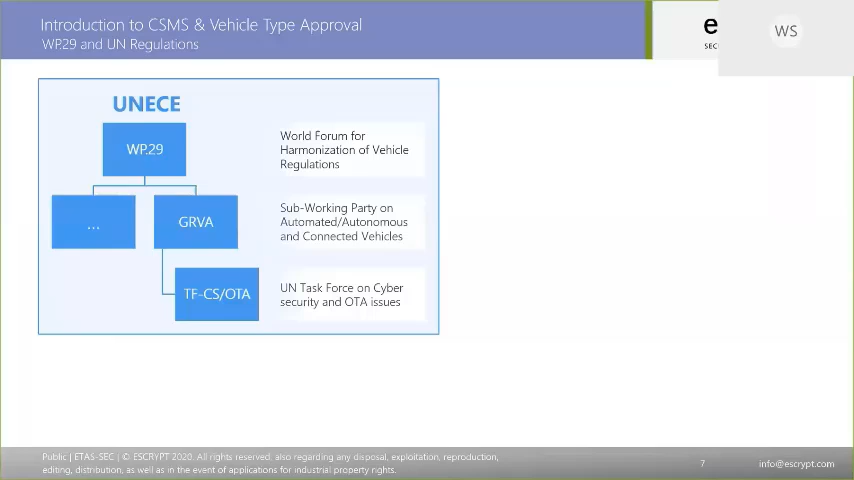 Introduction to CSMS & Vehicle Type Approval
WP.29 and UN Regulations
e
SEC
WS
UNECE
WP.29
World Forum for
Harmonization of Vehicle
Regulations
...
GRVA
Sub-Working Party on
Automated/Autonomous
and Connected Vehicles
TF-CS/OTA
UN Task Force on Cyber
security and OTA issues
Public | ETAS-SEC | © ESCRYPT 2020. All rights reserved, also regarding any disposal, exploitation, reproduction,
editing, distribution, as well as in the event of applications for industrial property rights.
7
info@escrypt.com